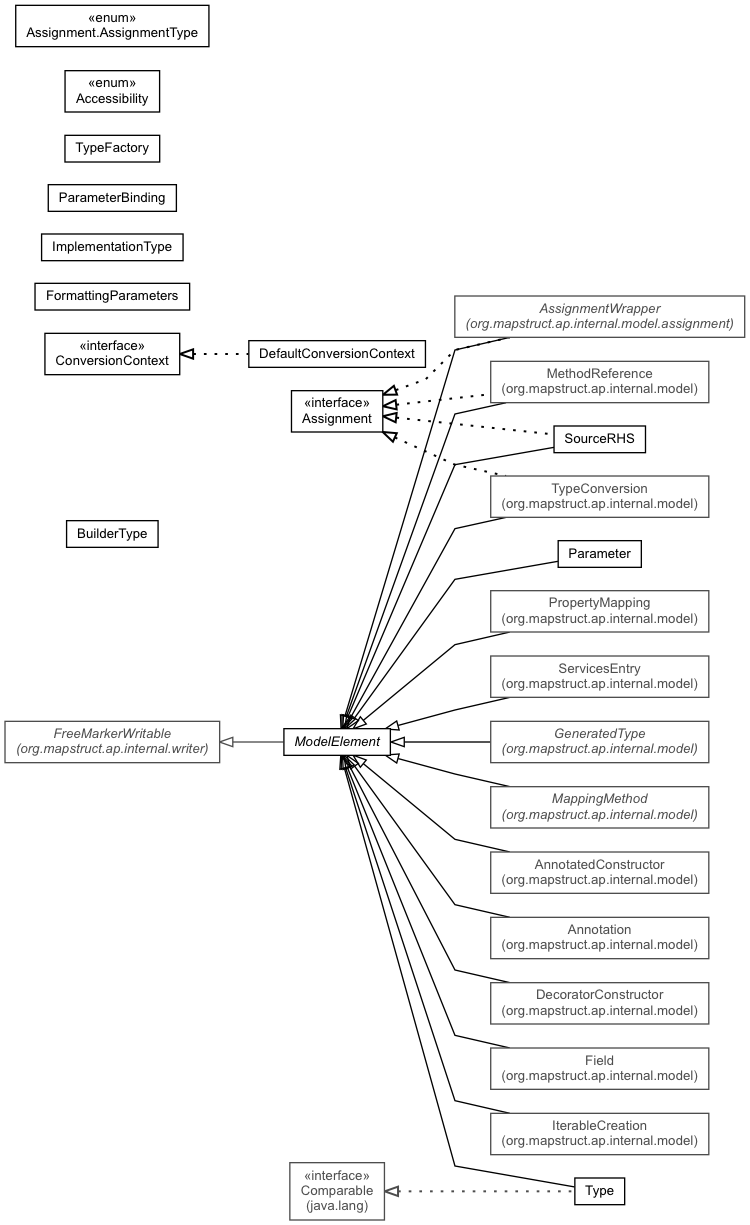 «enum»
Assignment.AssignmentType
«enum»
Accessibility
TypeFactory
ParameterBinding
ImplementationType
FormattingParameters
«interface»
ConversionContext
DefaultConversionContext
AssignmentWrapper
(org.mapstruct.ap.internal.model.assignment)
MethodReference
(org.mapstruct.ap.internal.model)
«interface»
Assignment
SourceRHS
TypeConversion
(org.mapstruct.ap.internal.model)
BuilderType
Parameter
PropertyMapping
(org.mapstruct.ap.internal.model)
ServicesEntry
(org.mapstruct.ap.internal.model)
FreeMarkerWritable
(org.mapstruct.ap.internal.writer)
ModelElement
GeneratedType
(org.mapstruct.ap.internal.model)
MappingMethod
(org.mapstruct.ap.internal.model)
AnnotatedConstructor
(org.mapstruct.ap.internal.model)
Annotation
(org.mapstruct.ap.internal.model)
DecoratorConstructor
(org.mapstruct.ap.internal.model)
Field
(org.mapstruct.ap.internal.model)
IterableCreation
(org.mapstruct.ap.internal.model)
«interface»
Comparable
(java.lang)
Type